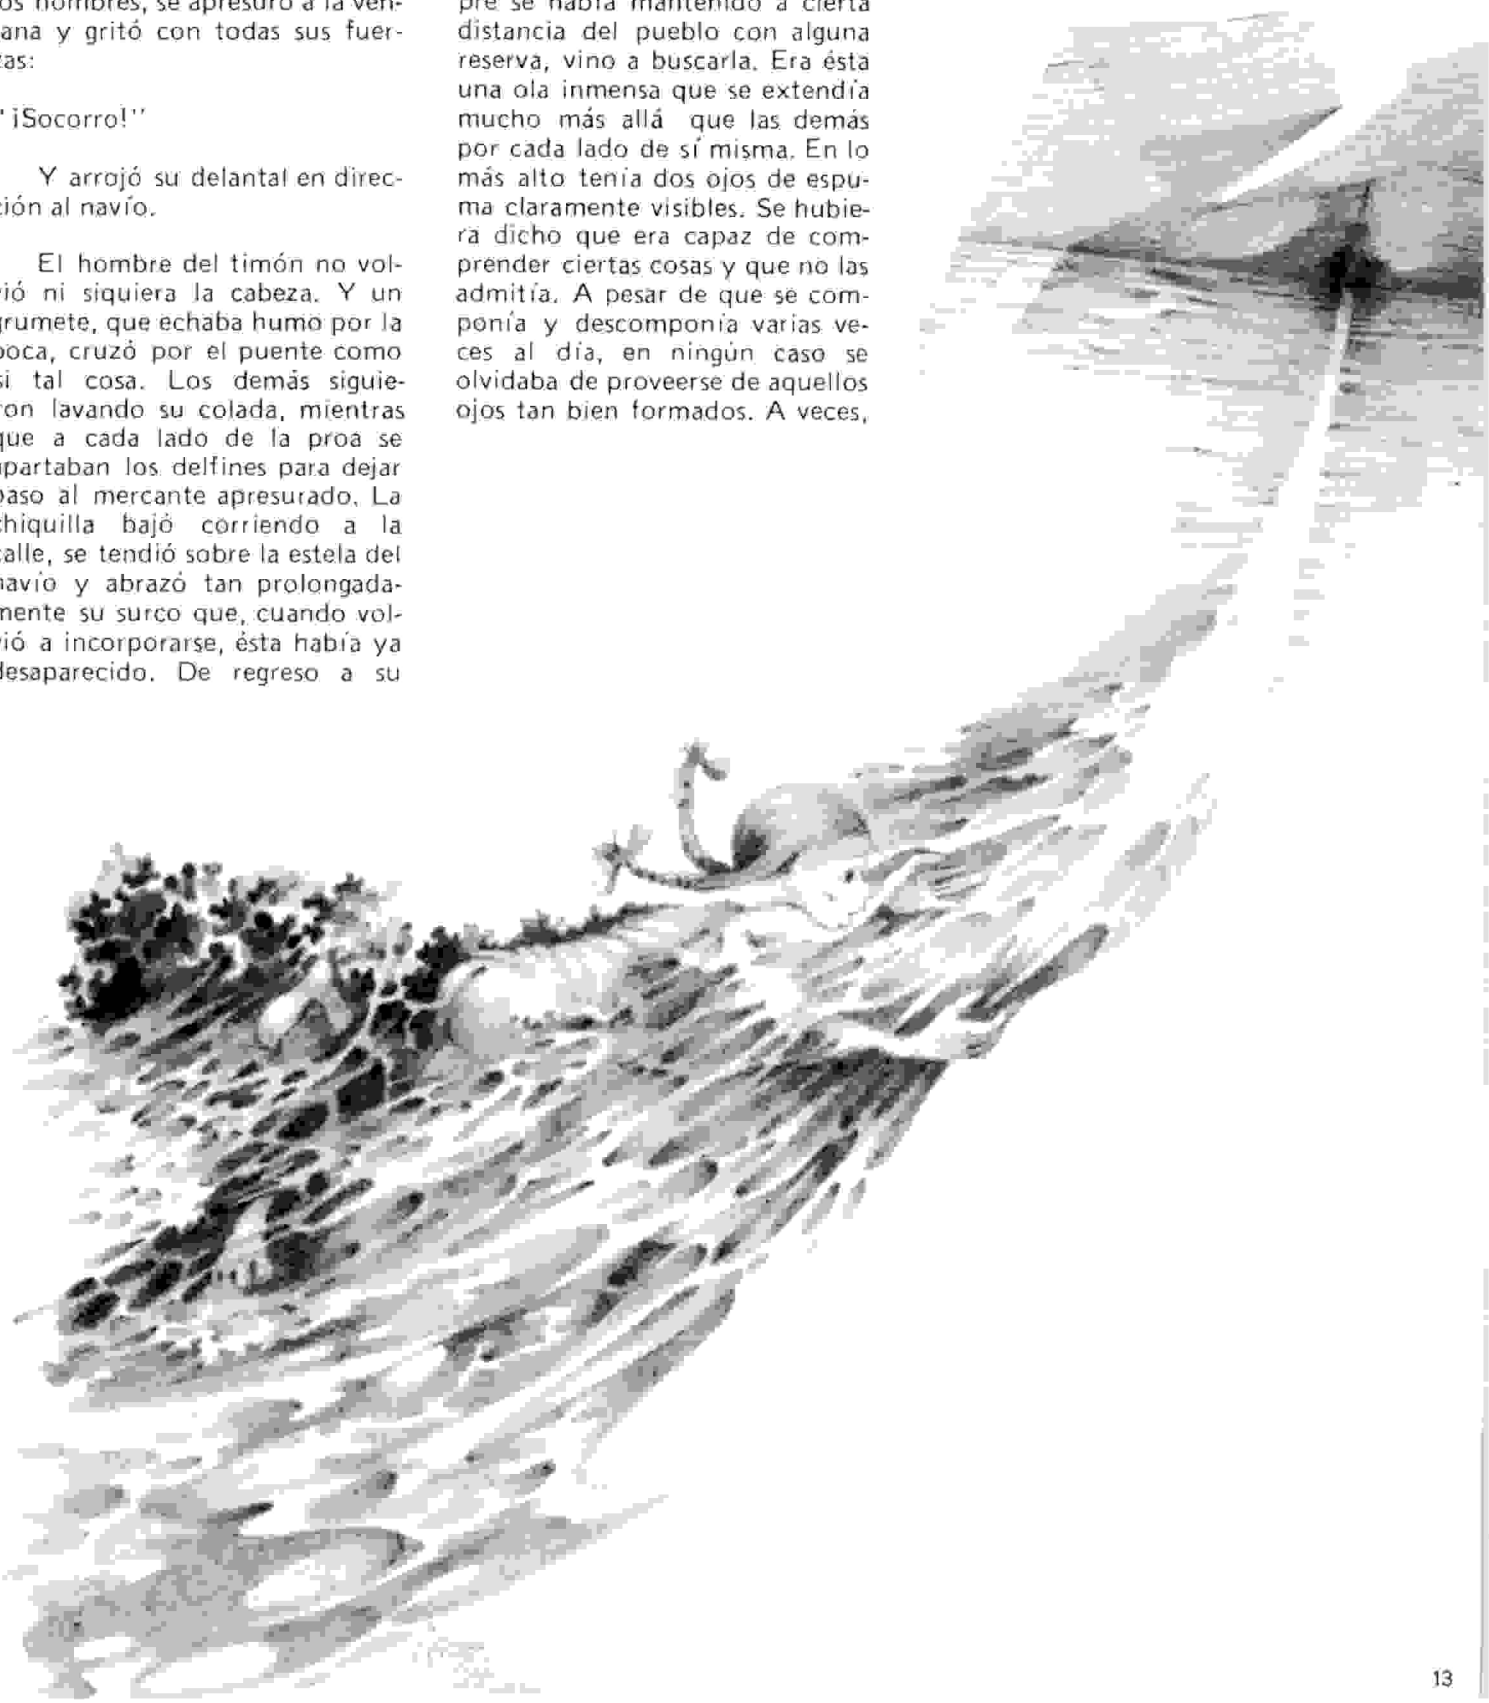 os hombres, se apresuró a la ven-
ana y gritó con todas sus fuer-
as:
"¡Socorro!"
Y arrojó su delantal en direc-
ción al navío.
El hombre del timón no vol-
ió ni siquiera la cabeza. Y un
grumete, que echaba humo por la
boca, cruzó por el puente como
si tal cosa. Los demás siguie-
ron lavando su colada, mientras
que a cada lado de la proa se
apartaban los delfines para dejar
paso al mercante apresurado. La
chiquilla bajó corriendo a la
calle, se tendió sobre la estela del
navío y abrazó tan prolongada-
mente su surco que, cuando vol-
ió a incorporarse, ésta había ya
desaparecido. De regreso a su
pre se había mantenido a cierta
distancia del pueblo con alguna
reserva, vino a buscarla. Era ésta
una ola inmensa que se extendía
mucho más allá que las demás
por cada lado de sí misma. En lo
más alto tenía dos ojos de espu-
ma claramente visibles. Se hubie-
ra dicho que era capaz de com-
prender ciertas cosas y que no las
admitía. A pesar de que se com-
ponía y descomponía varias ve-
ces al día, en ningún caso se
olvidaba de proveerse de aquellos
ojos tan bien formados. A veces,
13